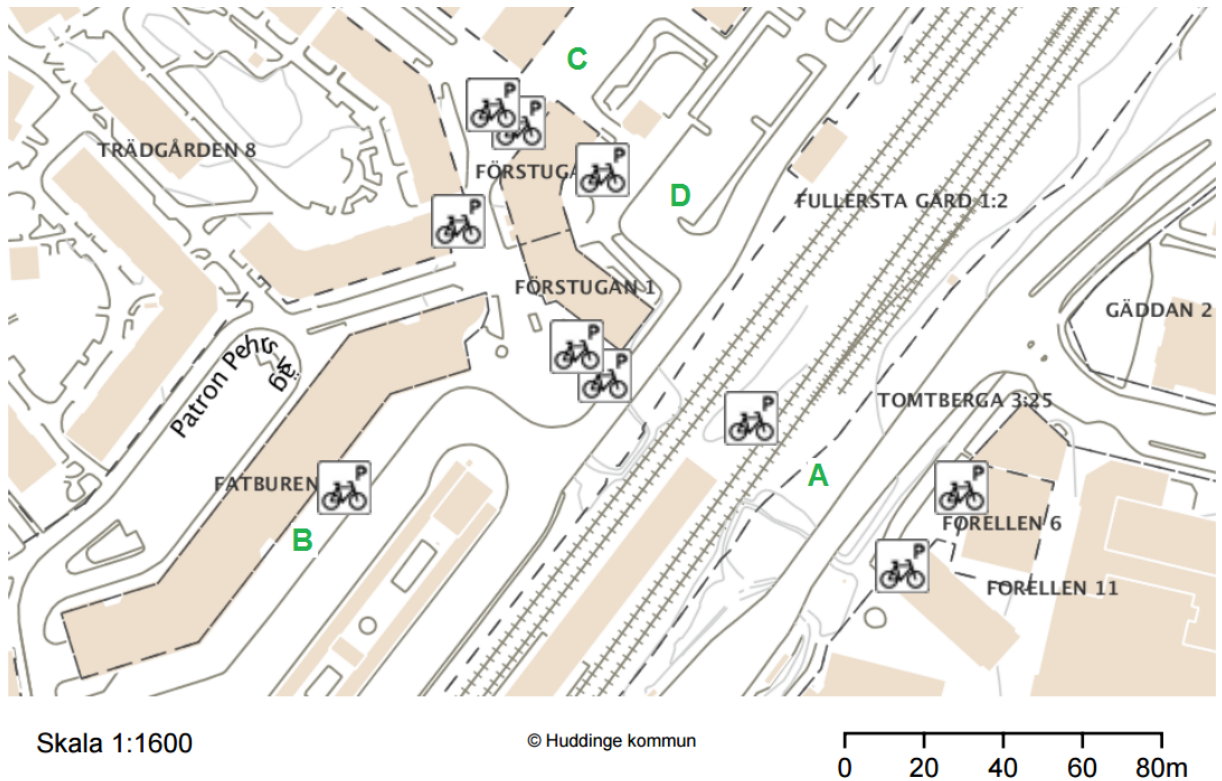 C
P
P
TRÄDGÅRDEN 8
FÖRSTUGA
P
D
FULLERSTA GÅRD 1:2
P
FÖRSTUGAN 1
GÄDDAN 2
P
P
Patron Pehrs väg
P
TOMTBERGA 3:25
FATBUREN
P
A
P
FORELLEN 6
B
P
FORELLEN 11
Skala 1:1600
© Huddinge kommun
0 20 40 60 80m